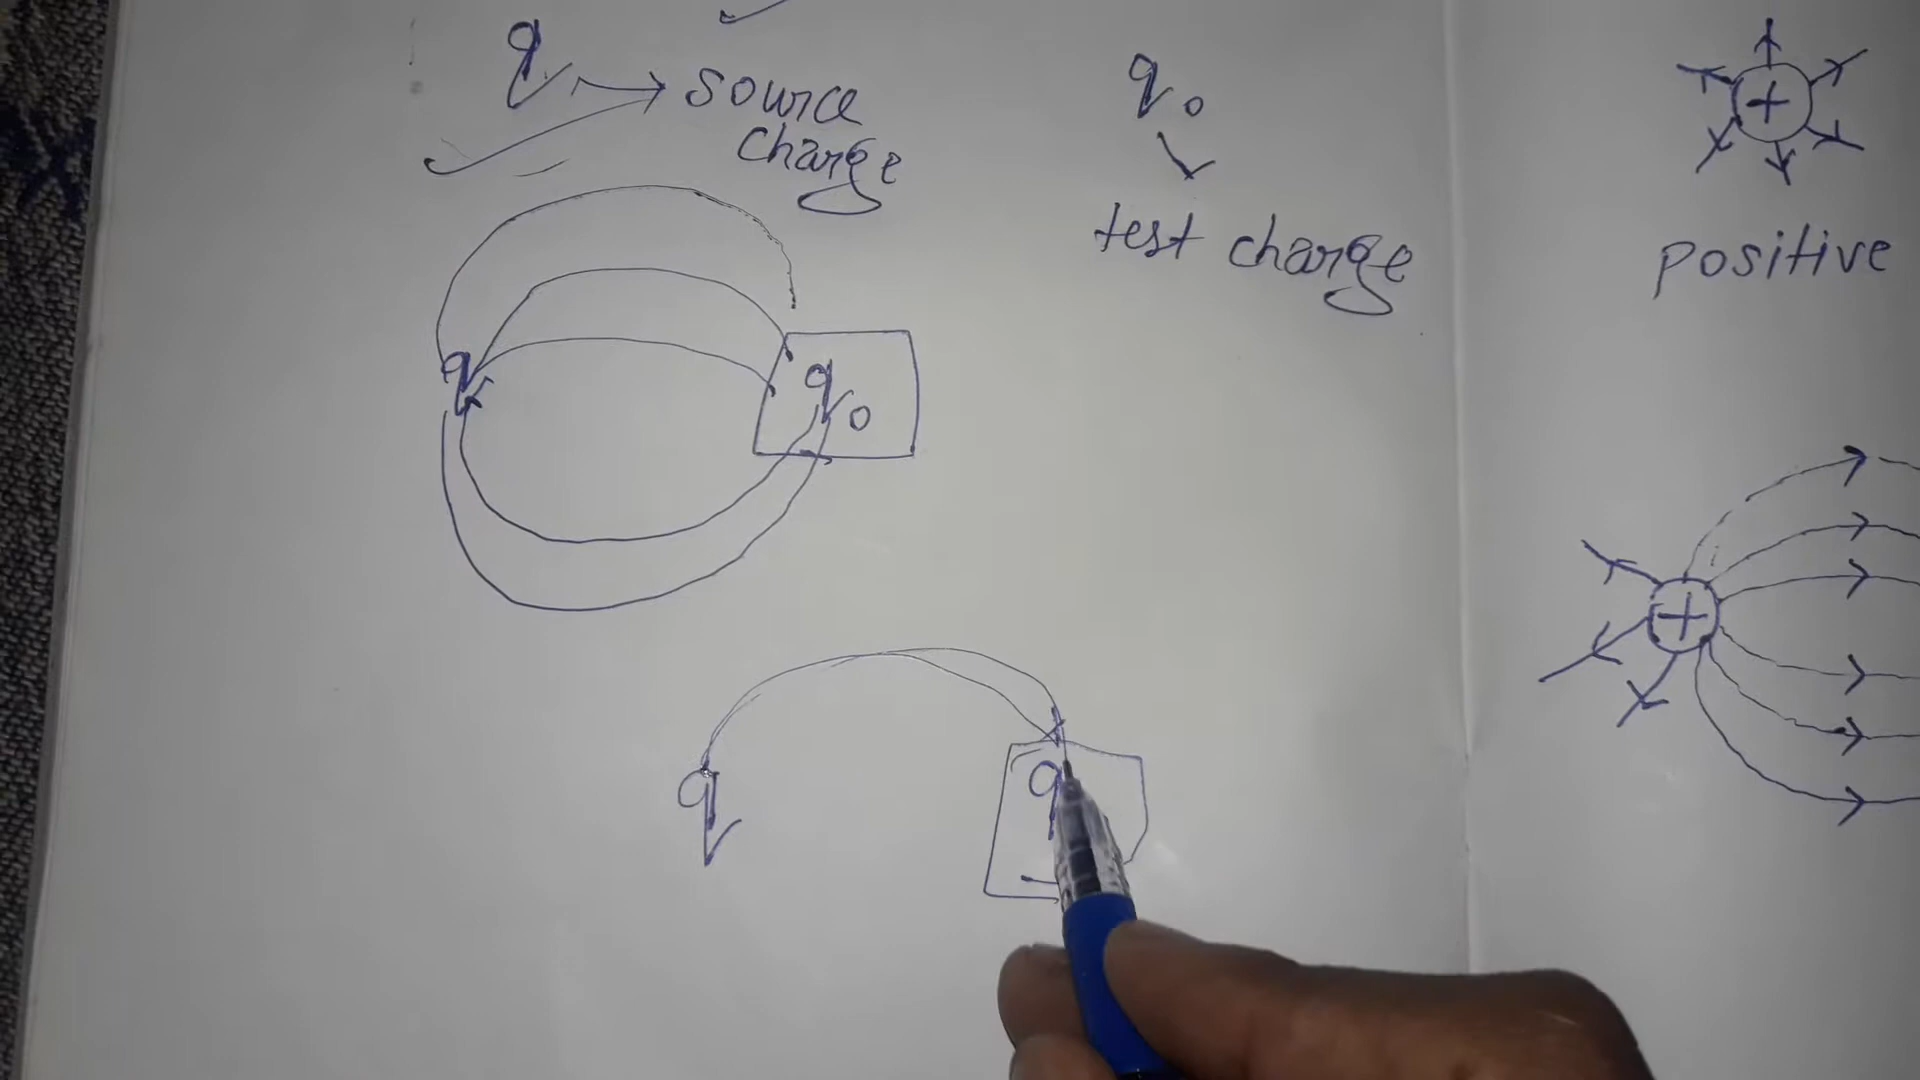 q → source
charge
q₀
test charge
+
positive
q
q₀
+
q
q